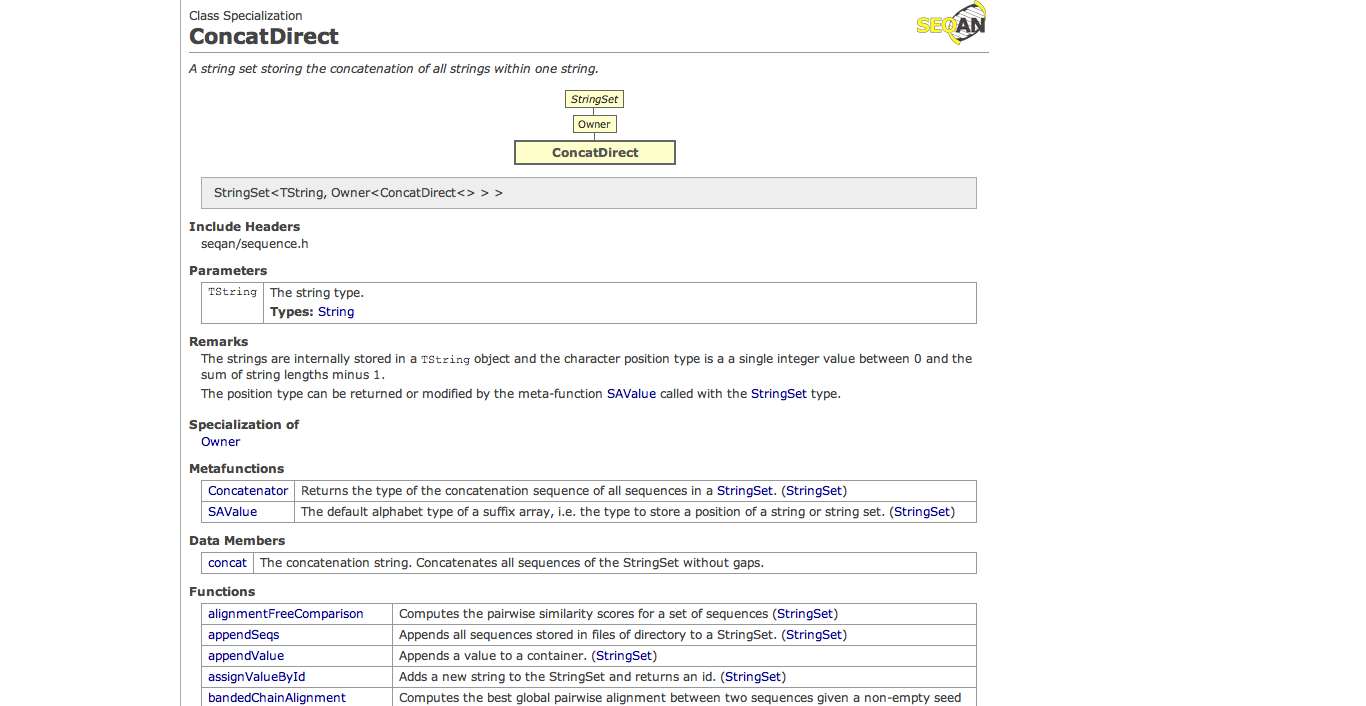 Class Specialization
ConcatDirect
SEQAN
A string set storing the concatenation of all strings within one string.
StringSet
Owner
ConcatDirect
StringSet<TString, Owner<ConcatDirect<> > >
Include Headers
seqan/sequence.h
Parameters
TString The string type.
Types: String
Remarks
The strings are internally stored in a TString object and the character position type is a a single integer value between 0 and the
sum of string lengths minus 1.
The position type can be returned or modified by the meta-function SAValue called with the StringSet type.
Specialization of
Owner
Metafunctions
Concatenator Returns the type of the concatenation sequence of all sequences in a StringSet. (StringSet)
SAValue The default alphabet type of a suffix array, i.e. the type to store a position of a string or string set. (StringSet)
Data Members
concat The concatenation string. Concatenates all sequences of the StringSet without gaps.
Functions
alignmentFreeComparison Computes the pairwise similarity scores for a set of sequences (StringSet)
appendSeqs Appends all sequences stored in files of directory to a StringSet. (StringSet)
appendValue Appends a value to a container. (StringSet)
assignValueById Adds a new string to the StringSet and returns an id. (StringSet)
bandedChainAlignment Computes the best global pairwise alignment between two sequences given a non-empty seed